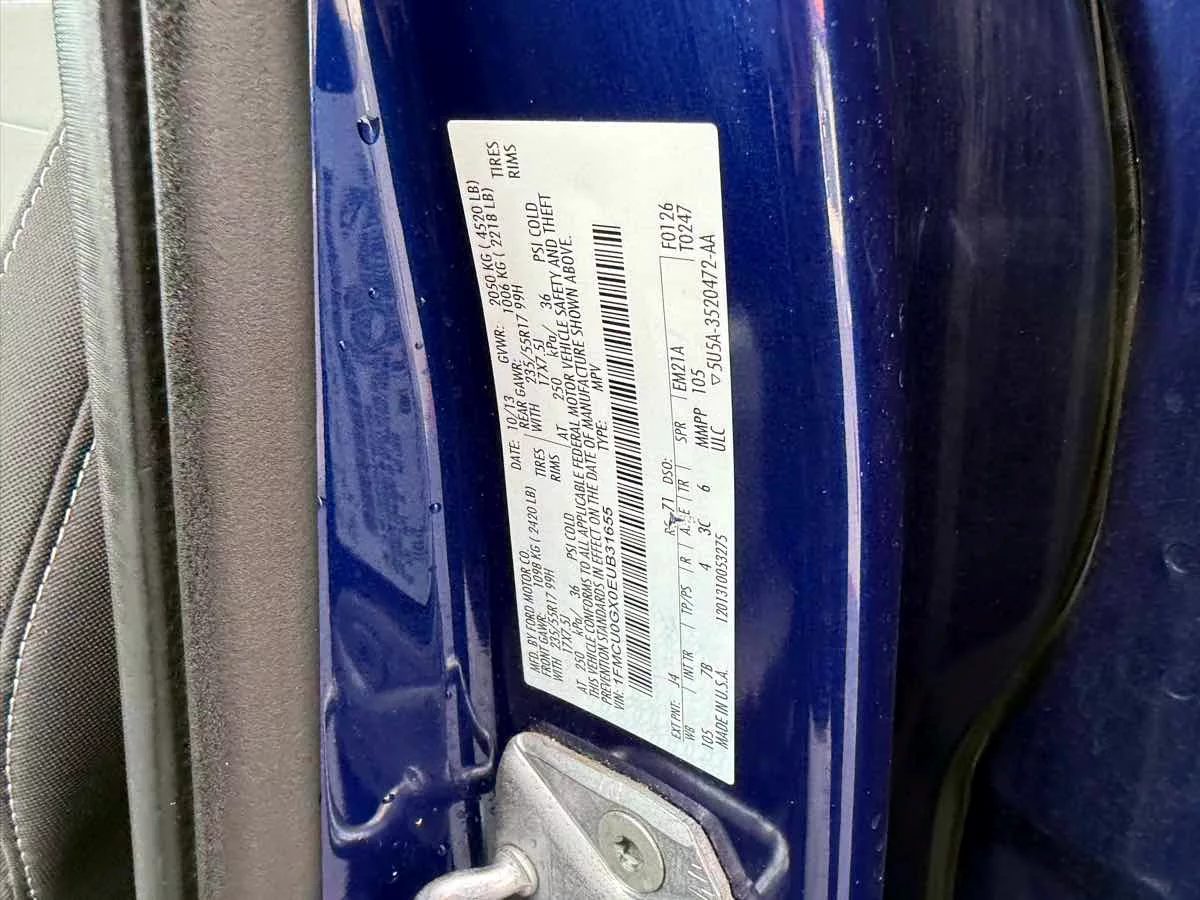 MFD. BY FORD MOTOR CO. DATE: 10/13 GVWR: 2050 KG ( 4520 LB)
FRONT GAWR: 1098 KG ( 2420 LB) REAR GAWR: 1006 KG ( 2218 LB)
WITH 235/55R17 99H TIRES WITH 235/55R17 99H TIRES
17X7.5J RIMS 17X7.5J RIMS
AT 250 kPa/ 36 PSI COLD AT 250 kPa/ 36 PSI COLD
THIS VEHICLE CONFORMS TO ALL APPLICABLE FEDERAL MOTOR VEHICLE SAFETY AND THEFT
PREVENTION STANDARDS IN EFFECT ON THE DATE OF MANUFACTURE SHOWN ABOVE.
VIN: 1FMCU0GX0EUB31655 TYPE: MPV
EXT PNT: J4 RC: 71 DSO: F0126
WB INT TR TP/PS R AXLE TR SPR EM21A T0247
105 7B 4 3C 6 MMPP 105
MADE IN U.S.A. 1201310053275 ULC ▽5U5A-3520472-AA